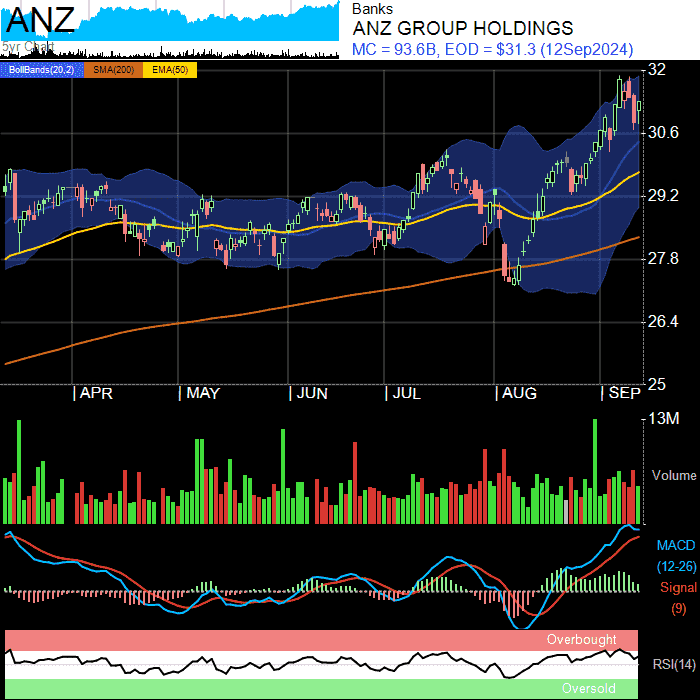 ANZ
5yr Chart
Banks
ANZ GROUP HOLDINGS
MC = 93.6B, EOD = $31.3 (12Sep2024)
BollBands(20,2) SMA(200) EMA(50)
32
30.6
29.2
27.8
26.4
25
APR MAY JUN JUL AUG SEP
13M
Volume
MACD
(12-26)
Signal
(9)
Overbought
RSI(14)
Oversold